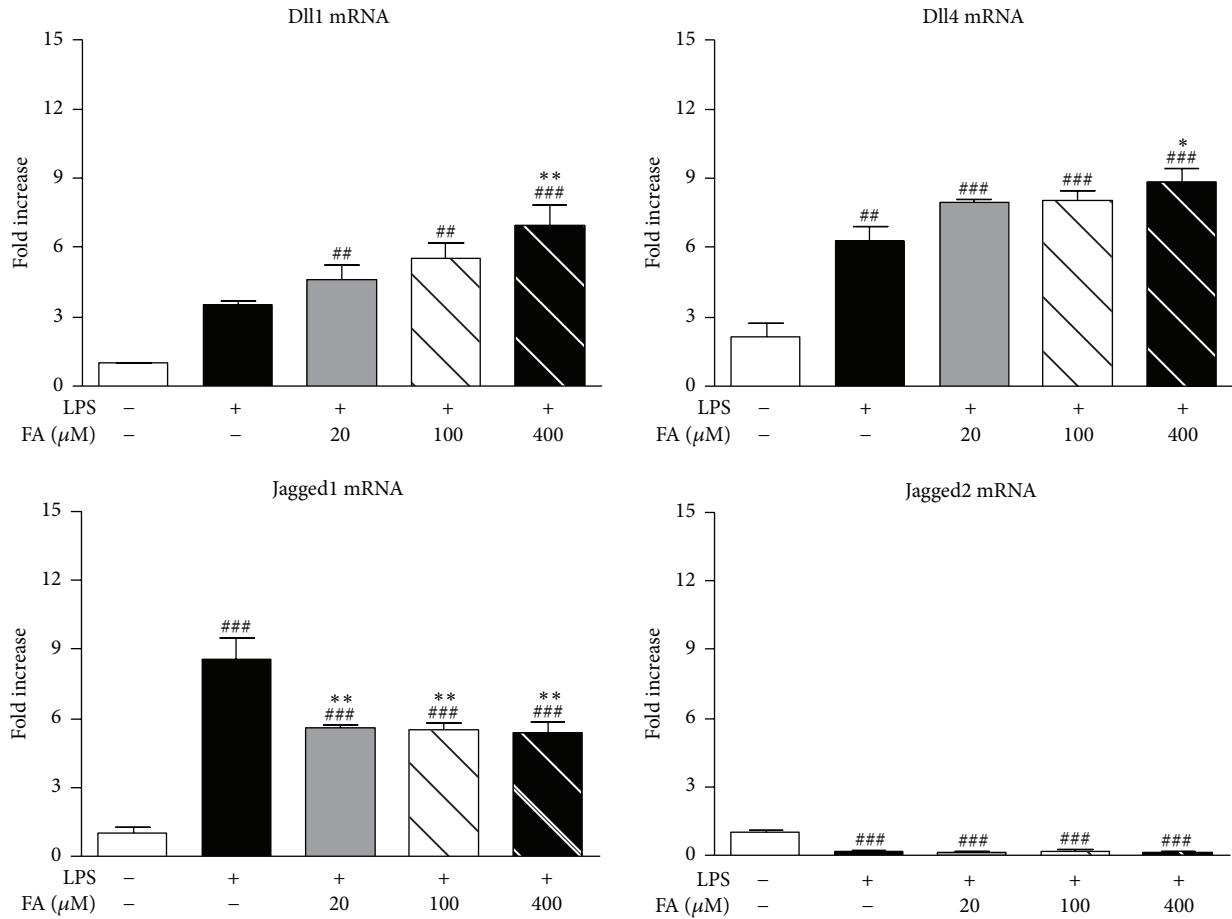 Dll1 mRNA
15
12
9
6
3
0
Fold increase
##
##
**
###
LPS − + + + +
FA (μM) − − 20 100 400
Dll4 mRNA
15
12
9
6
3
0
Fold increase
##
###
###
*
###
LPS − + + + +
FA (μM) − − 20 100 400
Jagged1 mRNA
15
12
9
6
3
0
Fold increase
###
** ** **
### ### ###
LPS − + + + +
FA (μM) − − 20 100 400
Jagged2 mRNA
15
12
9
6
3
0
Fold increase
### ### ### ###
LPS − + + + +
FA (μM) − − 20 100 400